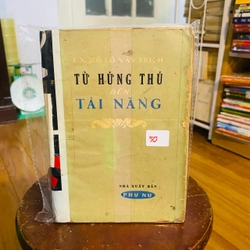 TỪ HỨNG THÚ
ĐẾN
TÀI NĂNG
NHÀ XUẤT BẢN
PHỤ NỮ